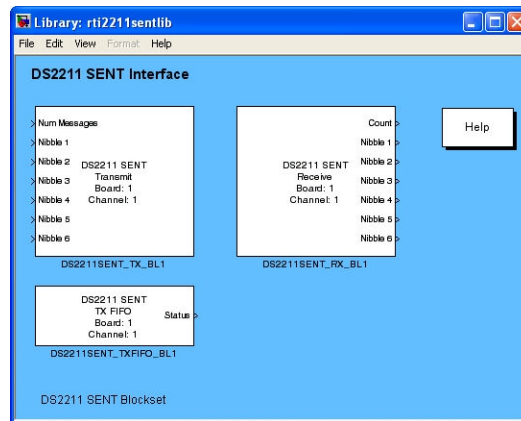 Library: rti2211sentlib
File Edit View Format Help
DS2211 SENT Interface
Num Messages
Nibble 1
Nibble 2
Nibble 3
Nibble 4
Nibble 5
Nibble 6
DS2211 SENT
Transmit
Board: 1
Channel: 1
DS2211SENT_TX_BL1
DS2211 SENT
Receive
Board: 1
Channel: 1
Count
Nibble 1
Nibble 2
Nibble 3
Nibble 4
Nibble 5
Nibble 6
DS2211SENT_RX_BL1
Help
DS2211 SENT
TX FIFO
Board: 1
Channel: 1
Status
DS2211SENT_TXFIFO_BL1
DS2211 SENT Blockset